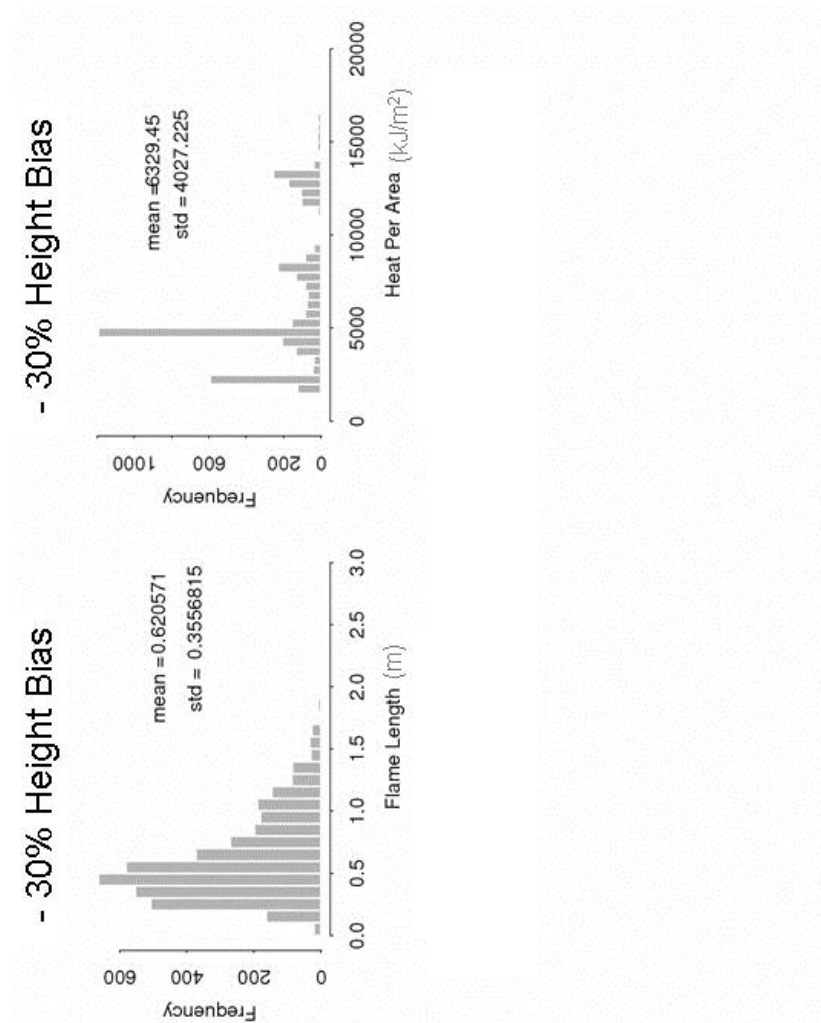 - 30% Height Bias
mean =0.620571
std = 0.3556815
Frequency
0 200 400 600
0.0 0.5 1.0 1.5 2.0 2.5 3.0
Flame Length (m)
- 30% Height Bias
mean =6329.45
std =4027.225
Frequency
0 200 600 1000
0 5000 10000 15000 20000
Heat Per Area (kJ/m²)